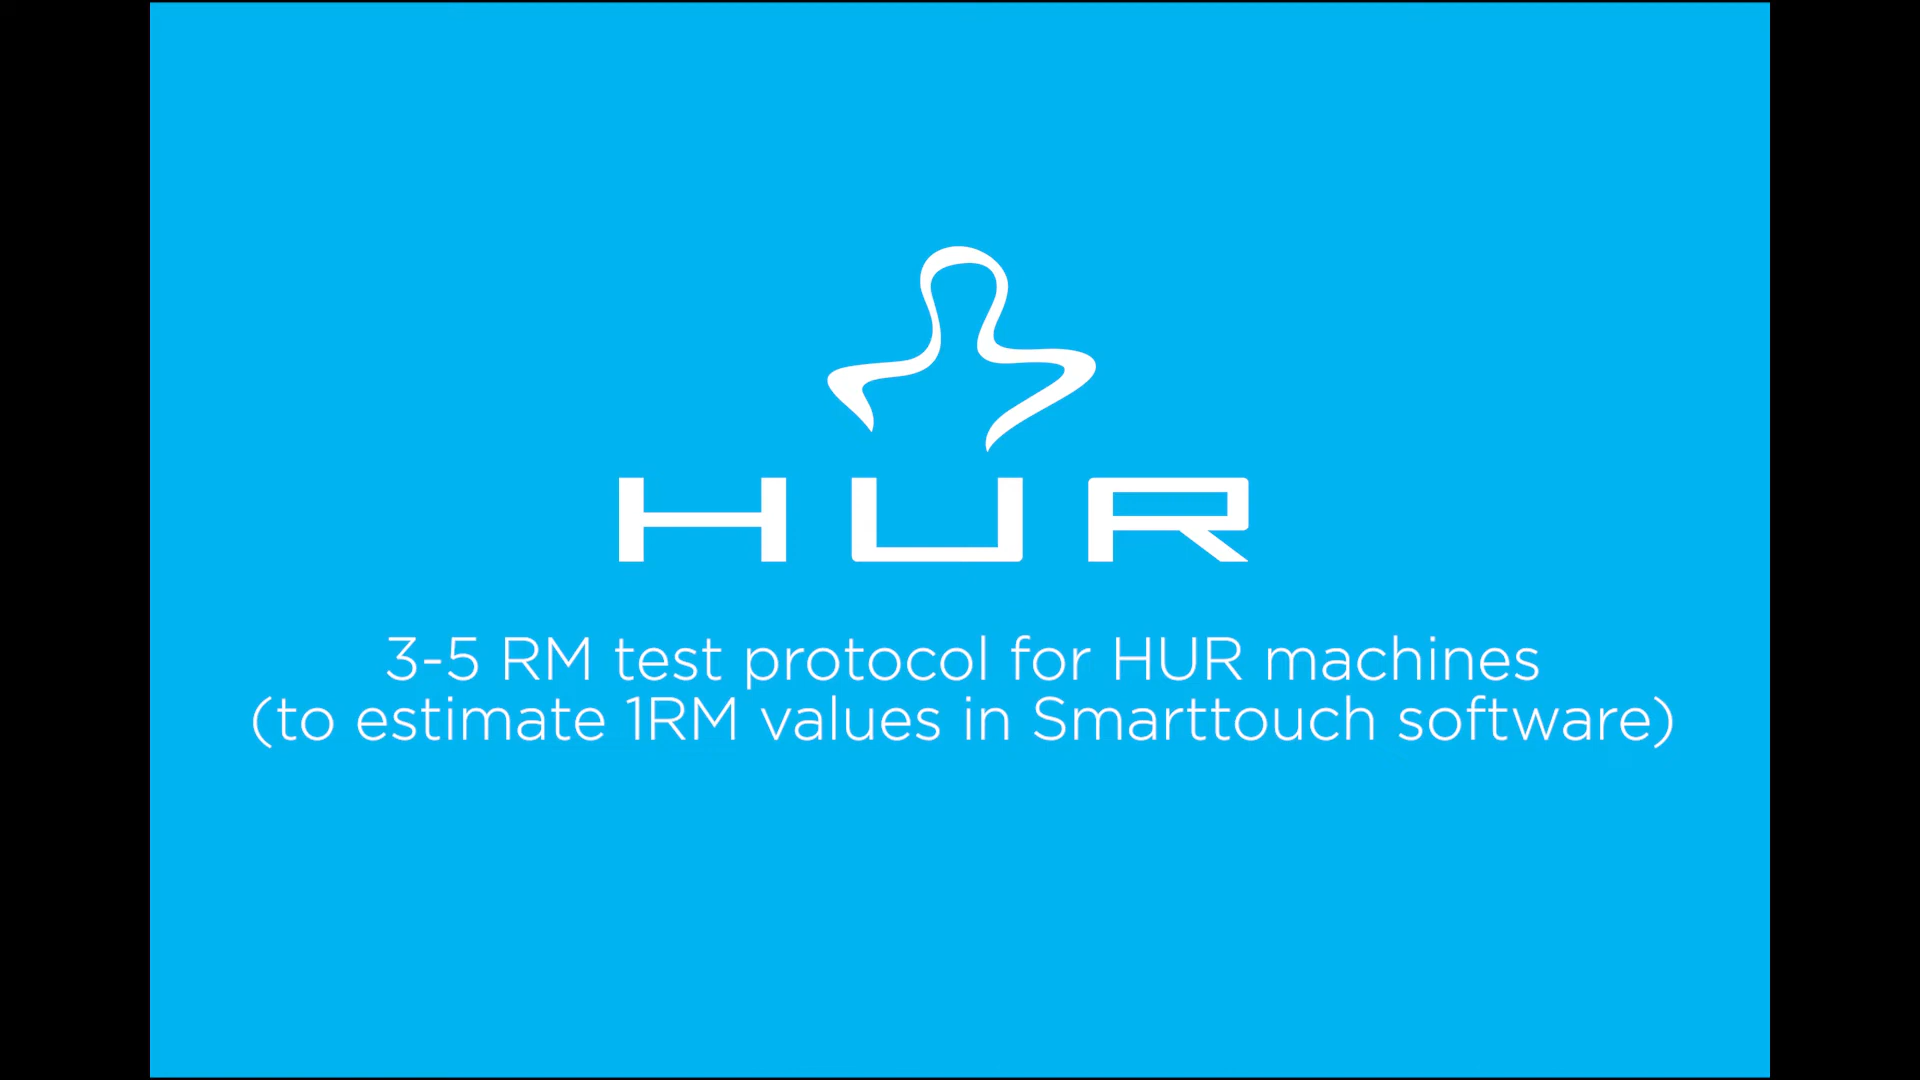 HUR
3-5 RM test protocol for HUR machines
(to estimate 1RM values in Smarttouch software)